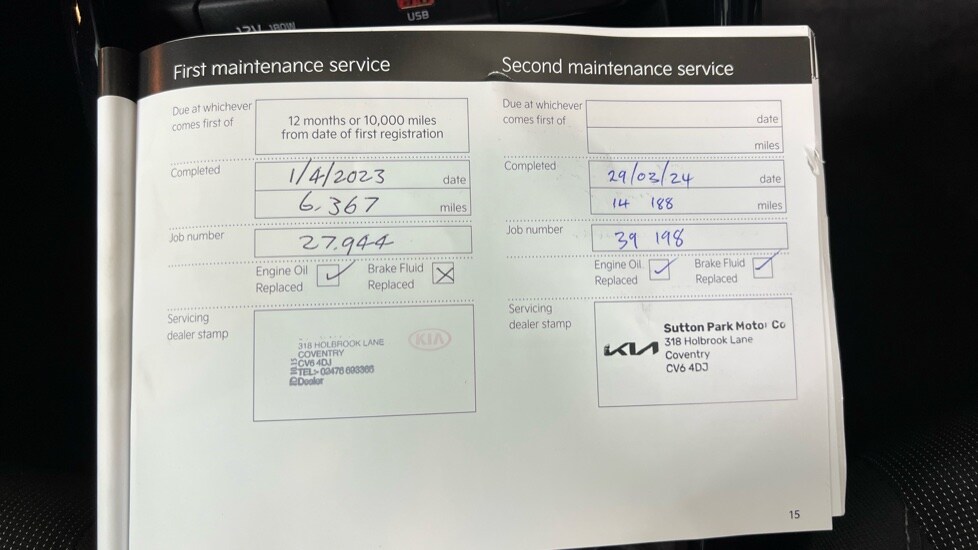 12V 180W
USB
First maintenance service
Due at whichever
comes first of
12 months or 10,000 miles
from date of first registration
Completed
1/4/2023 date
6,367 miles
Job number
27,944
Engine Oil
Replaced
Brake Fluid
Replaced
Servicing
dealer stamp
318 HOLBROOK LANE
COVENTRY
CV6 4DJ
TEL> 02476
Dealer
KIA
Second maintenance service
Due at whichever
comes first of
date
miles
Completed
29/03/24 date
14 188 miles
Job number
39 198
Engine Oil
Replaced
Brake Fluid
Replaced
Servicing
dealer stamp
KIA
Sutton Park Motor Co
318 Holbrook Lane
Coventry
CV6 4DJ
15